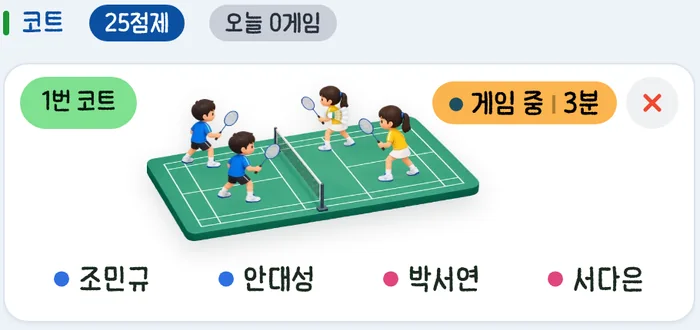 코트 25점제 오늘 0게임
1번 코트 게임 중 | 3분
조민규 안대성 박서연 서다은